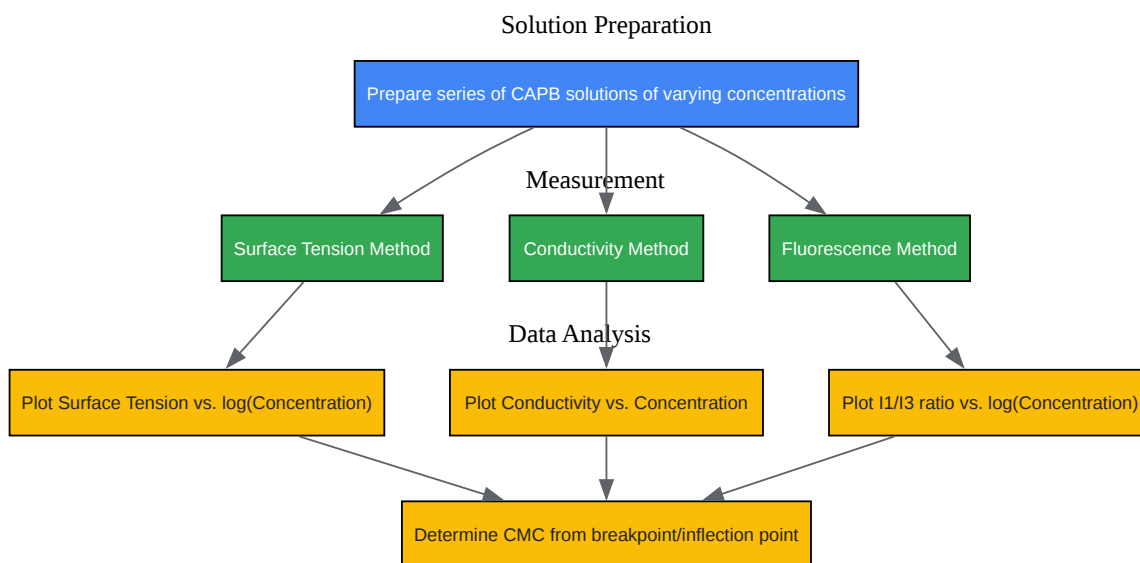 Solution Preparation
Prepare series of CAPB solutions of varying concentrations
Measurement
Surface Tension Method
Conductivity Method
Fluorescence Method
Data Analysis
Plot Surface Tension vs. log(Concentration)
Plot Conductivity vs. Concentration
Plot I1/I3 ratio vs. log(Concentration)
Determine CMC from breakpoint/inflection point